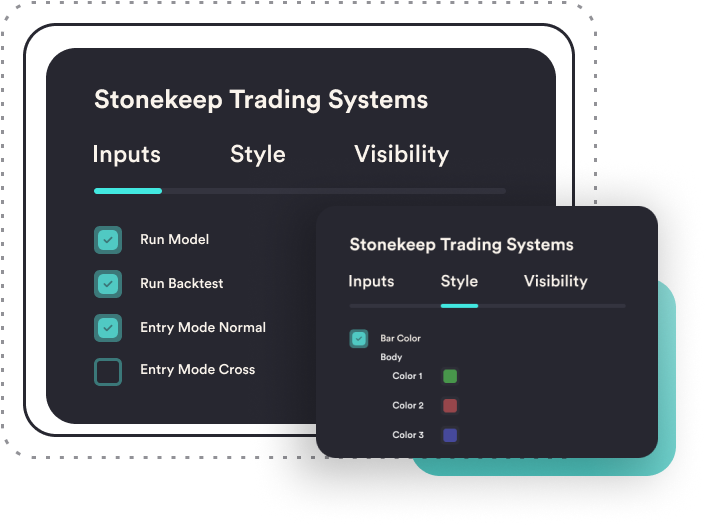 Stonekeep Trading Systems
Inputs Style Visibility
Run Model
Run Backtest
Entry Mode Normal
Entry Mode Cross
Stonekeep Trading Systems
Inputs Style Visibility
Bar Color
Body
Color 1
Color 2
Color 3